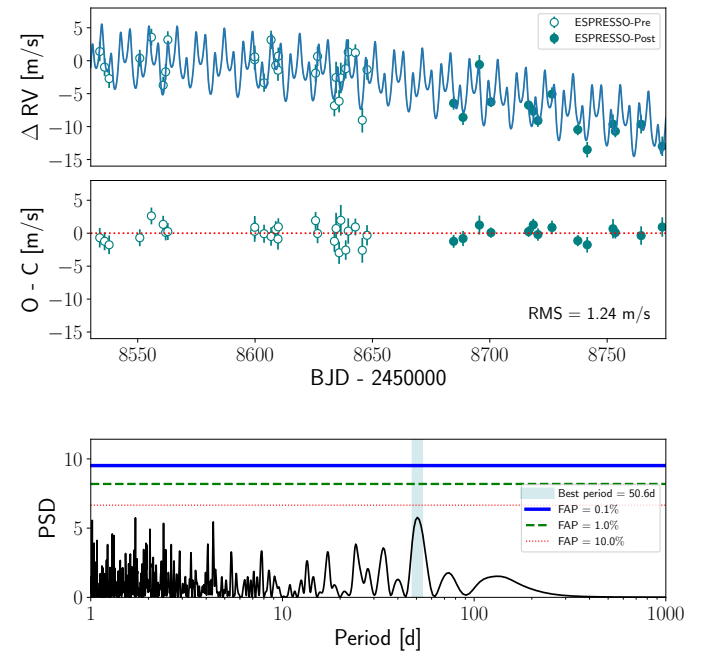 5
0
−5
−10
−15
Δ RV [m/s]
ESPRESSO-Pre
ESPRESSO-Post
5
0
−5
−10
−15
O - C [m/s]
RMS = 1.24 m/s
8550 8600 8650 8700 8750
BJD - 2450000
10
5
0
PSD
Best period = 50.6d
FAP = 0.1%
FAP = 1.0%
FAP = 10.0%
1 10 100 1000
Period [d]